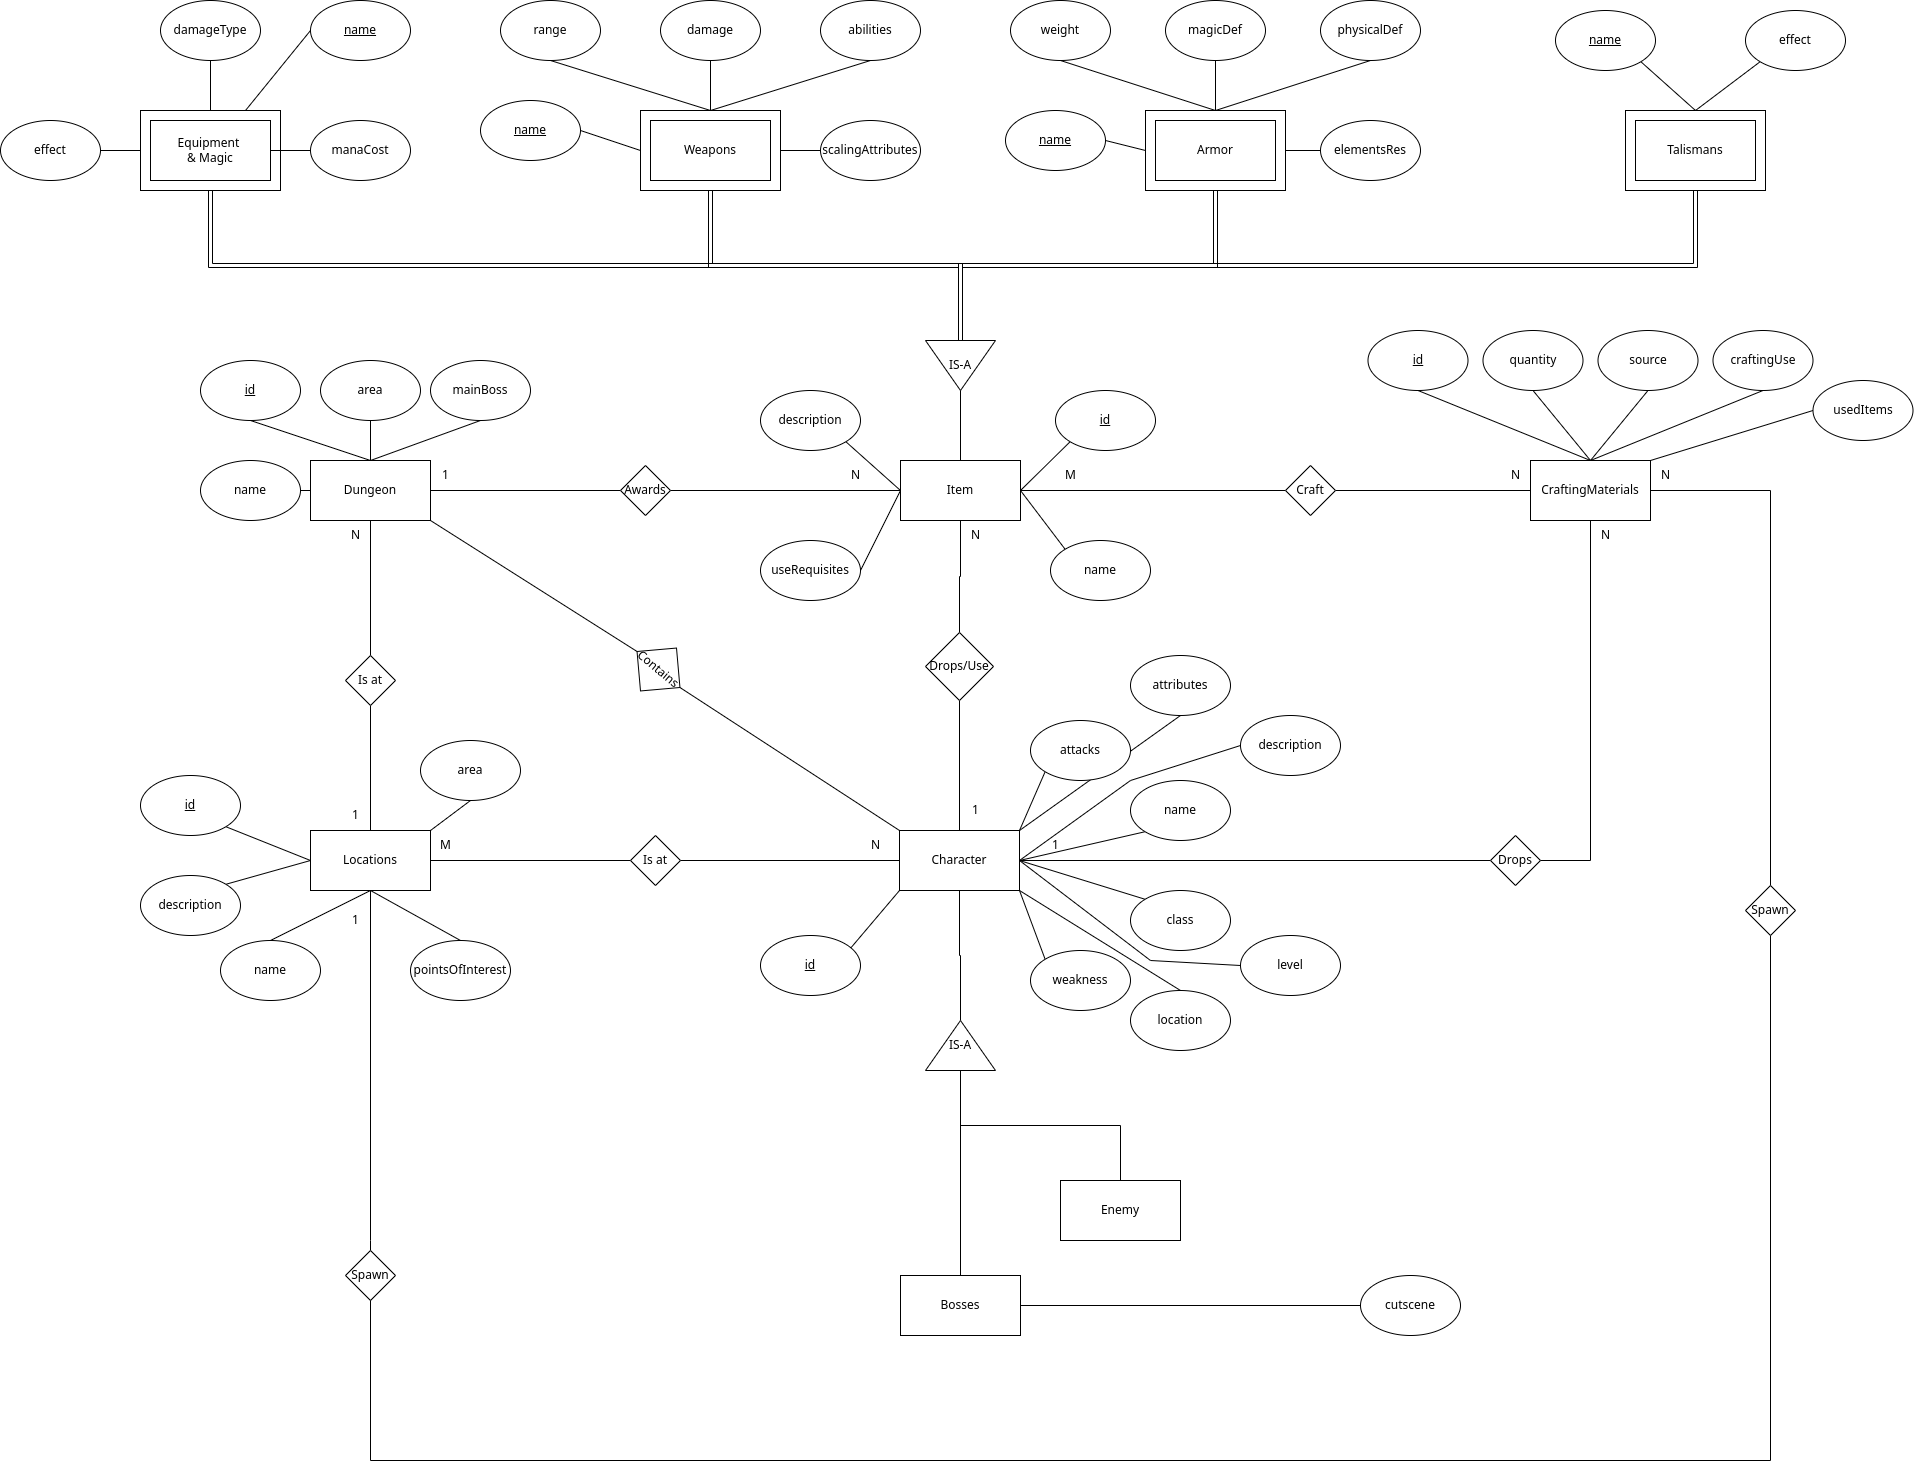 damageType
name
range
damage
abilities
weight
magicDef
physicalDef
name
effect
effect
Equipment
& Magic
manaCost
name
Weapons
scalingAttributes
name
Armor
elementsRes
Talismans
IS-A
id
area
mainBoss
description
id
id
quantity
source
craftingUse
usedItems
name
Dungeon
1
Awards
N
Item
M
Craft
N
CraftingMaterials
N
N
N
N
useRequisites
name
Is at
Contains
Drops/Use
attributes
attacks
description
area
id
1
1
name
Locations
M
Is at
N
Character
1
Drops
description
1
class
Spawn
name
pointsOfInterest
id
weakness
level
location
IS-A
Enemy
Spawn
Bosses
cutscene